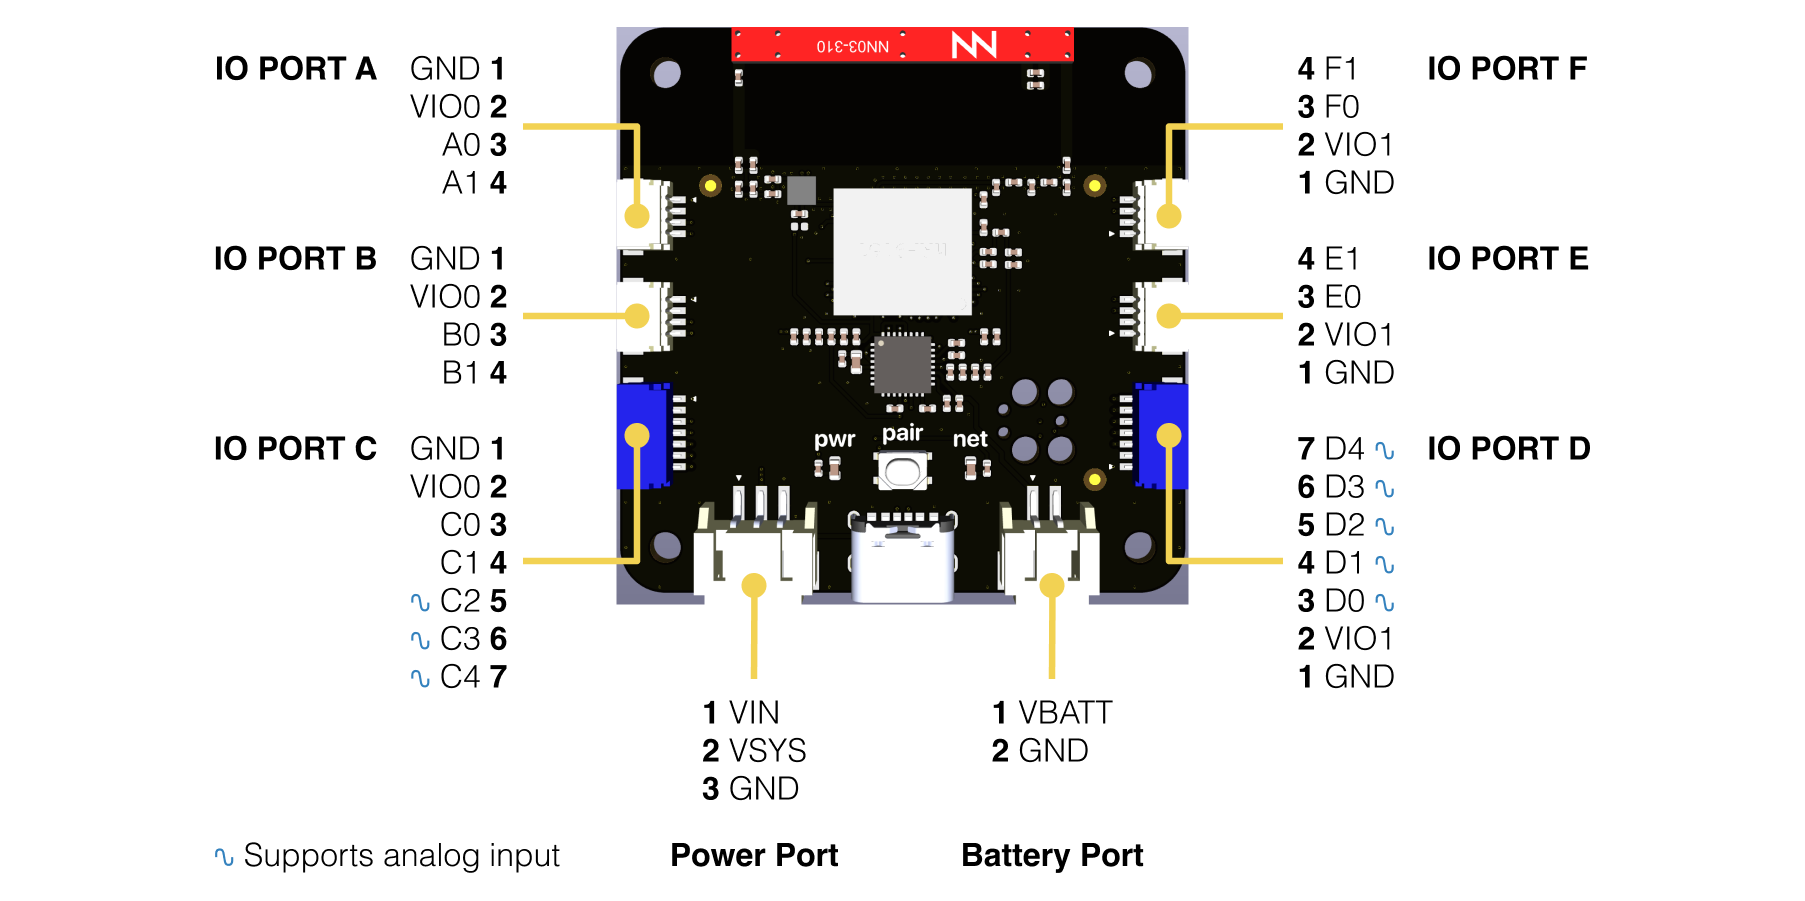 IO PORT A
GND 1
VIO0 2
A0 3
A1 4
IO PORT B
GND 1
VIO0 2
B0 3
B1 4
IO PORT C
GND 1
VIO0 2
C0 3
C1 4
∿ C2 5
∿ C3 6
∿ C4 7
NN03-310
pwr
pair
net
4 F1
3 F0
2 VIO1
1 GND
IO PORT F
4 E1
3 E0
2 VIO1
1 GND
IO PORT E
7 D4 ∿
6 D3 ∿
5 D2 ∿
4 D1 ∿
3 D0 ∿
2 VIO1
1 GND
IO PORT D
1 VIN
2 VSYS
3 GND
Power Port
1 VBATT
2 GND
Battery Port
∿ Supports analog input